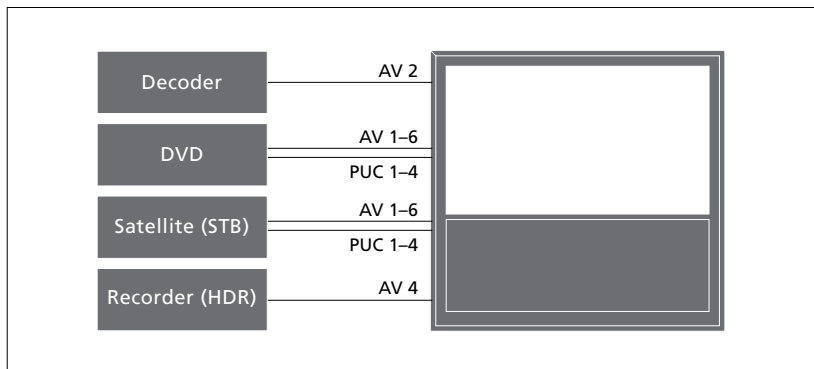 Decoder
AV 2
DVD
AV 1–6
PUC 1–4
Satellite (STB)
AV 1–6
PUC 1–4
Recorder (HDR)
AV 4